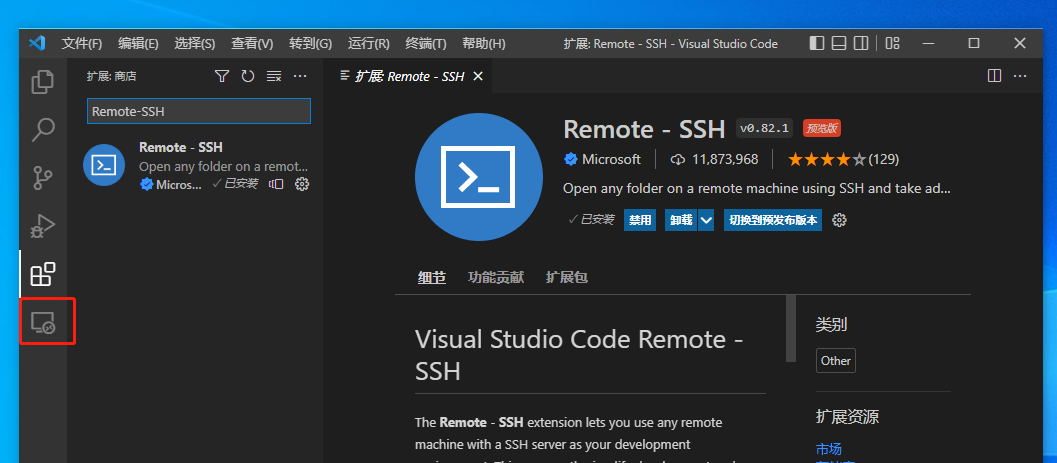 文件(F) 编辑(E) 选择(S) 查看(V) 转到(G) 运行(R) 终端(T) 帮助(H) 扩展: Remote - SSH - Visual Studio Code
扩展: 商店
Remote-SSH
Remote - SSH
Open any folder on a remot...
Micros... 已安装
扩展: Remote - SSH
Remote - SSH v0.82.1 预览版
Microsoft 11,873,968 (129)
Open any folder on a remote machine using SSH and take ad...
已安装 禁用 卸载 切换到预发布版本
细节 功能贡献 扩展包
Visual Studio Code Remote -
SSH
The Remote - SSH extension lets you use any remote
machine with a SSH server as your development
类别
Other
扩展资源
市场